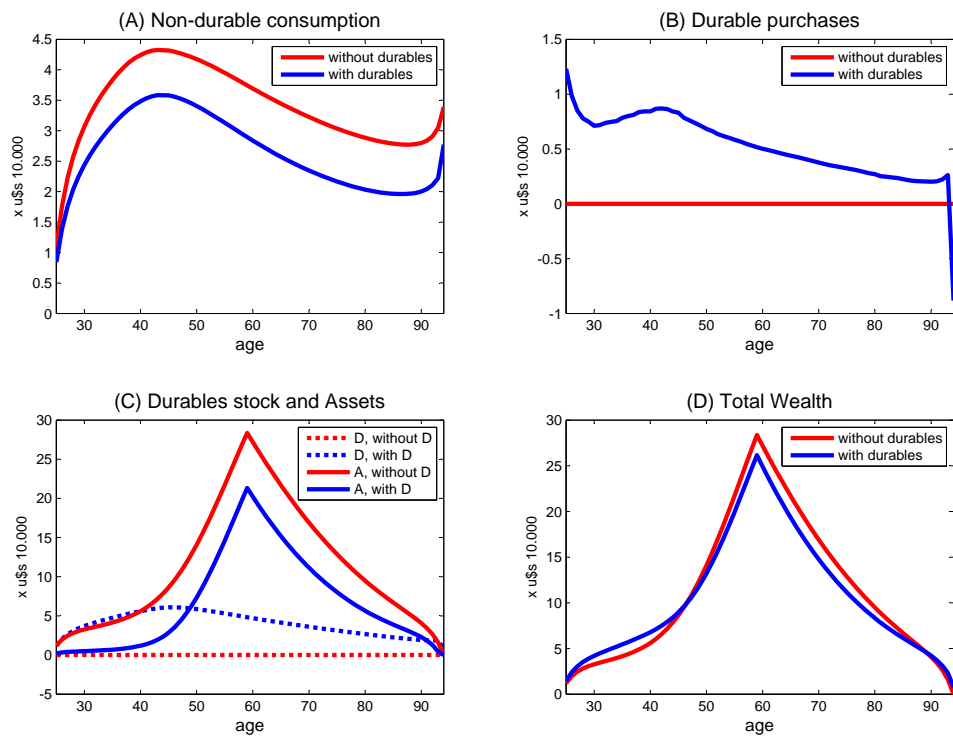 (A) Non-durable consumption
4.5
4
3.5
3
2.5
2
1.5
1
0.5
0
x u$s 10.000
without durables
with durables
30 40 50 60 70 80 90
age
(B) Durable purchases
1.5
1
0.5
0
-0.5
-1
x u$s 10.000
without durables
with durables
30 40 50 60 70 80 90
age
(C) Durables stock and Assets
30
25
20
15
10
5
0
-5
x u$s 10.000
D, without D
D, with D
A, without D
A, with D
30 40 50 60 70 80 90
age
(D) Total Wealth
30
25
20
15
10
5
0
x u$s 10.000
without durables
with durables
30 40 50 60 70 80 90
age